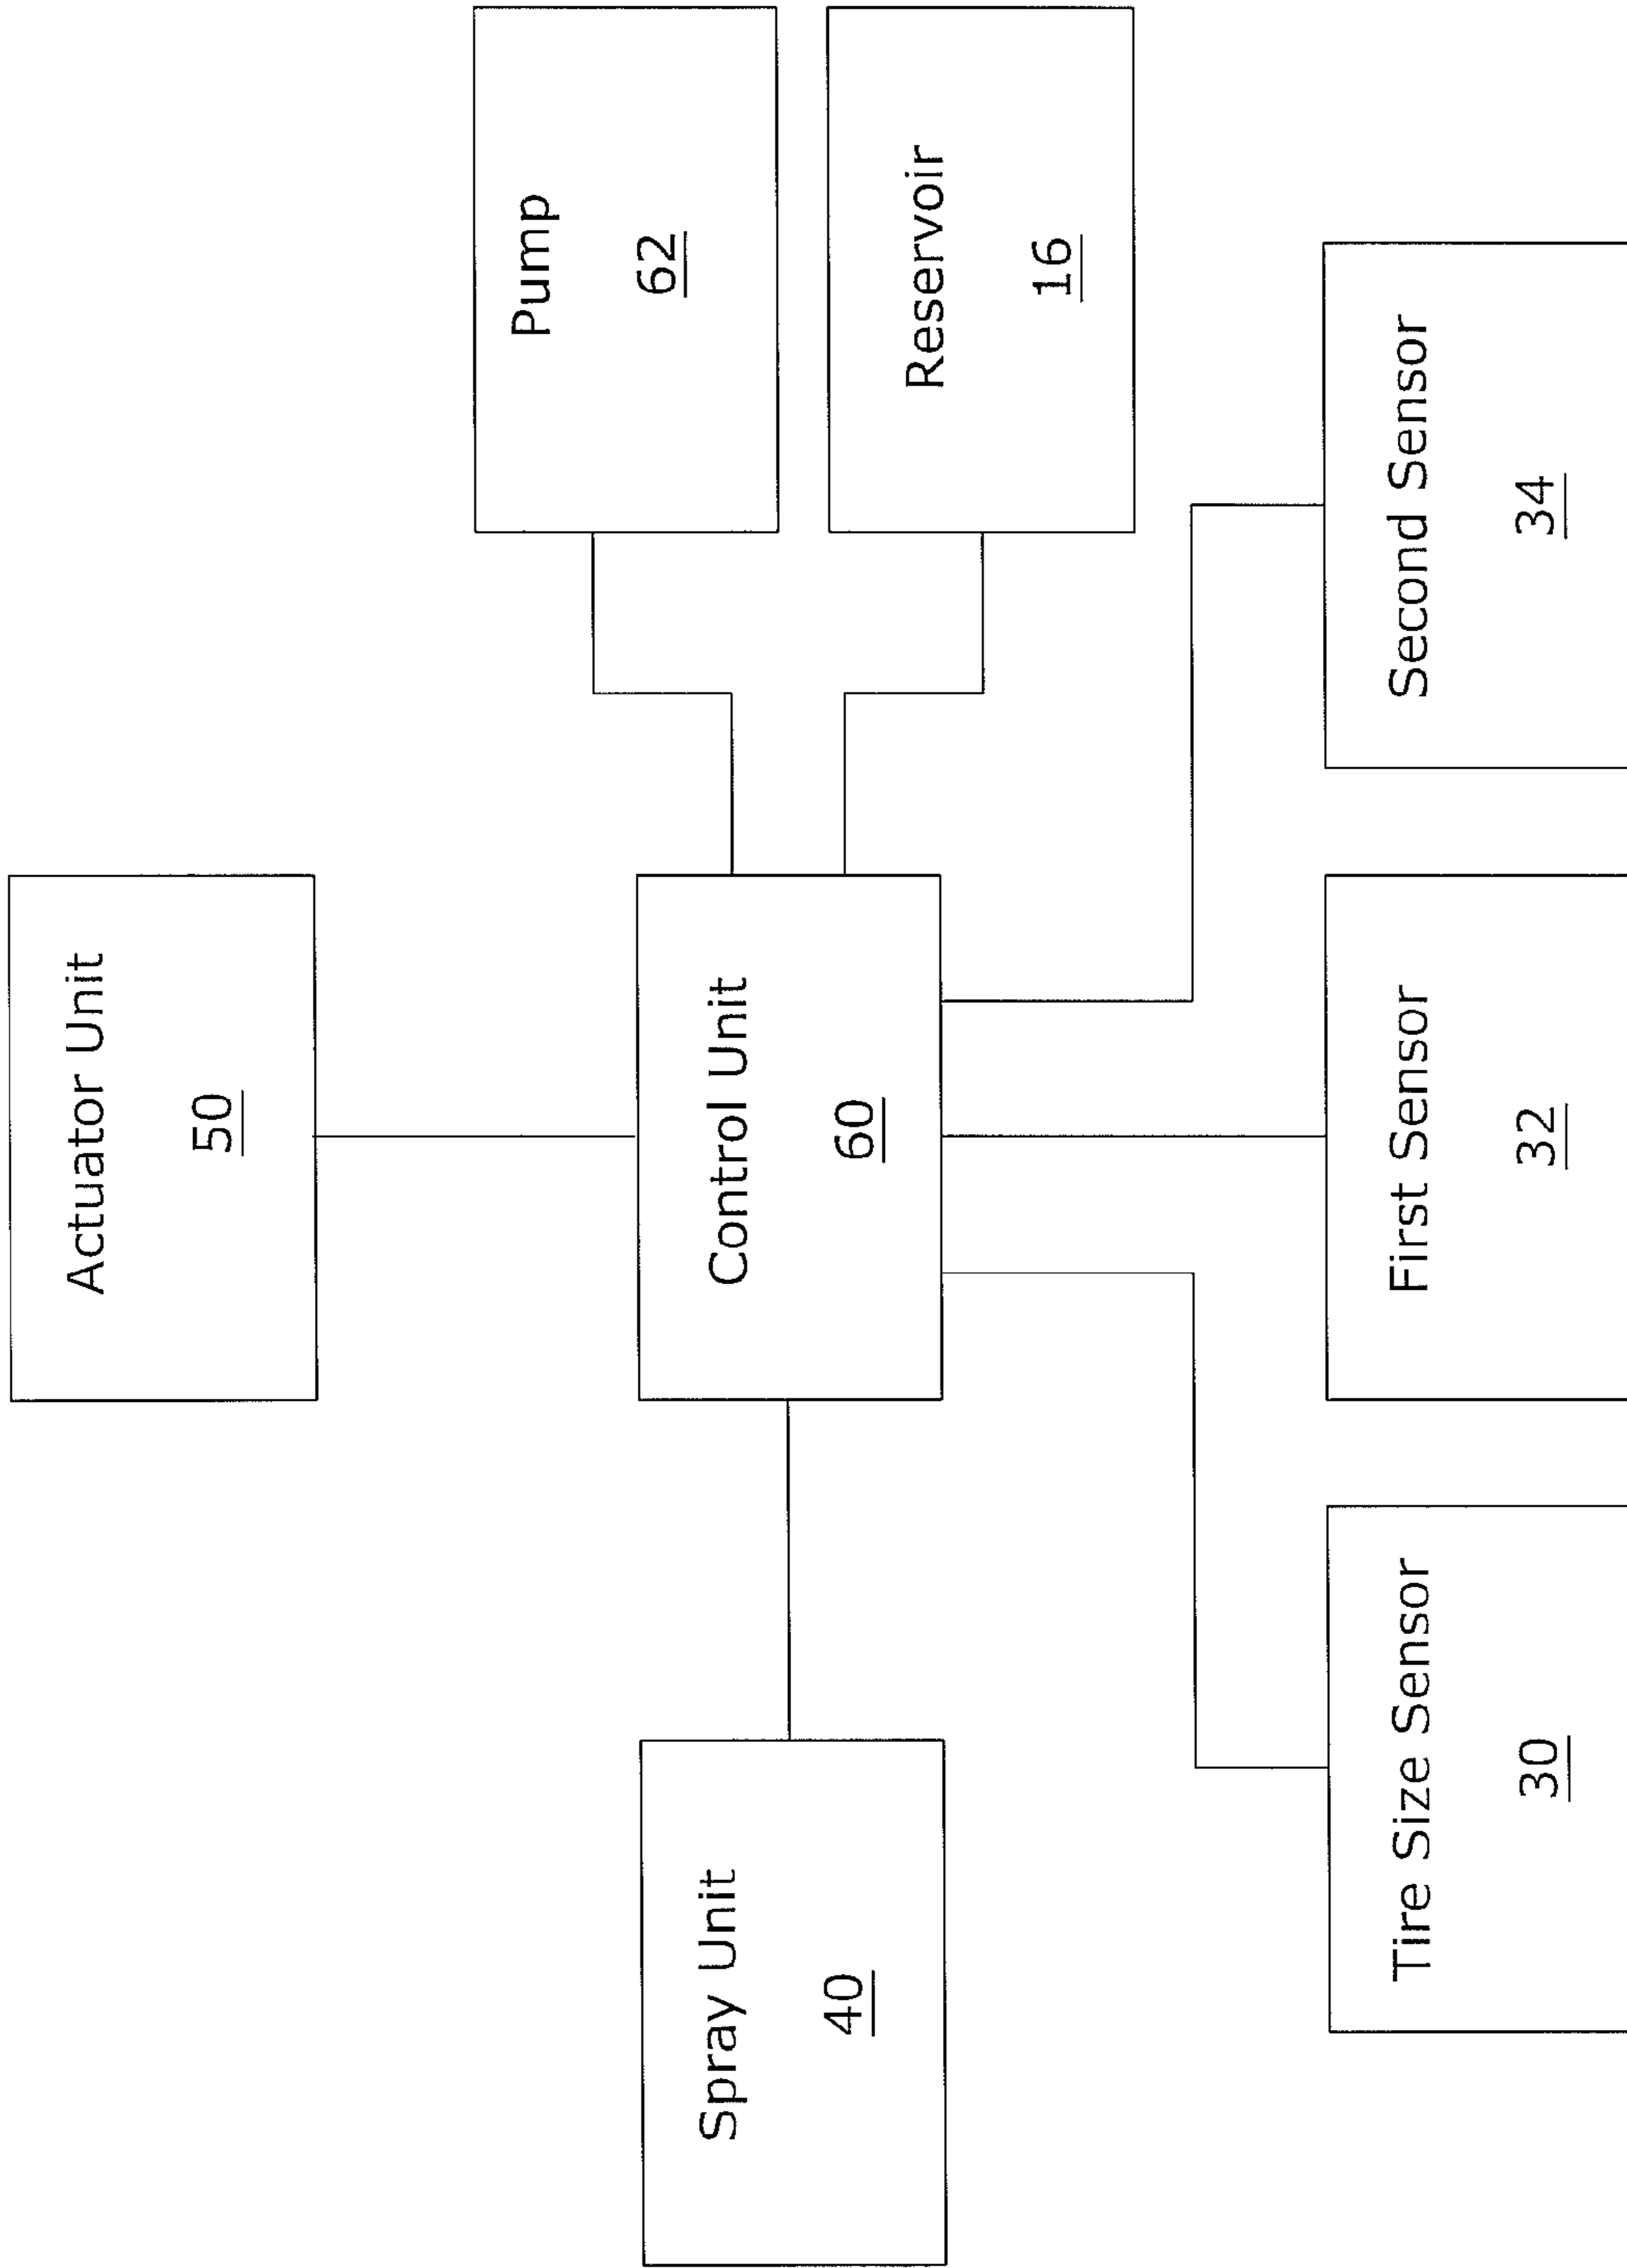 Actuator Unit
50
Spray Unit
40
Control Unit
60
Pump
62
Reservoir
16
Tire Size Sensor
30
First Sensor
32
Second Sensor
34